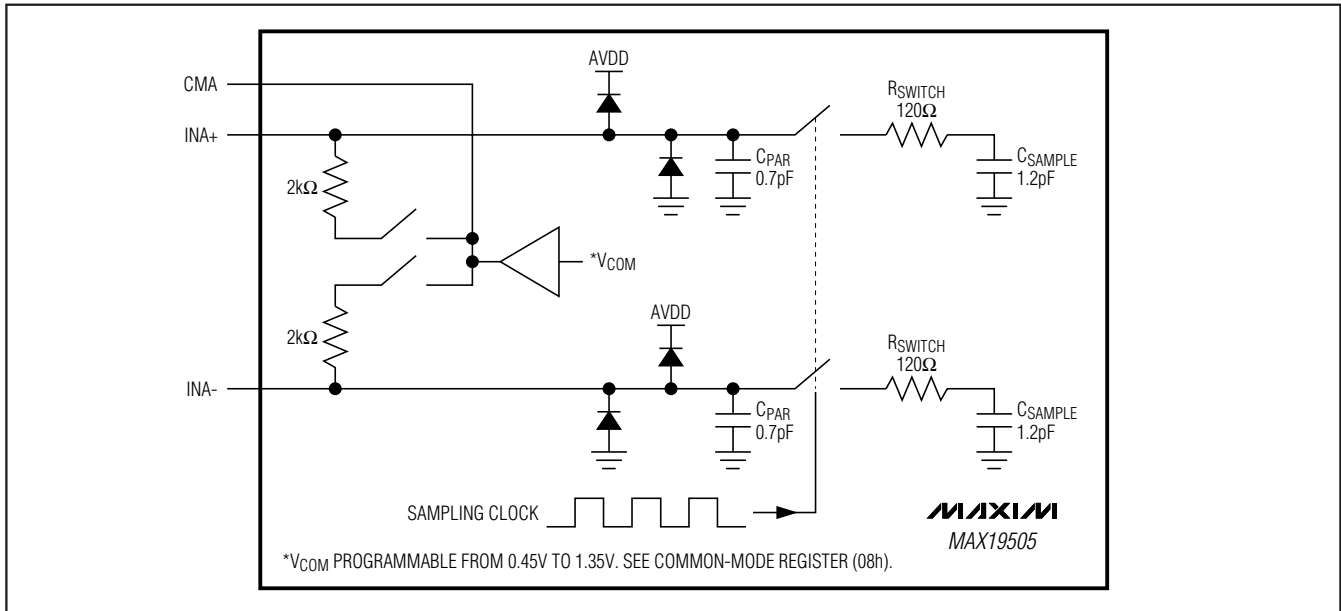 AVDD
CMA
INA+
2kΩ
CPAR
0.7pF
RSWITCH
120Ω
CSAMPLE
1.2pF
*VCOM
2kΩ
INA-
AVDD
CPAR
0.7pF
RSWITCH
120Ω
CSAMPLE
1.2pF
SAMPLING CLOCK
MAXIM
MAX19505
*VCOM PROGRAMMABLE FROM 0.45V TO 1.35V. SEE COMMON-MODE REGISTER (08h).